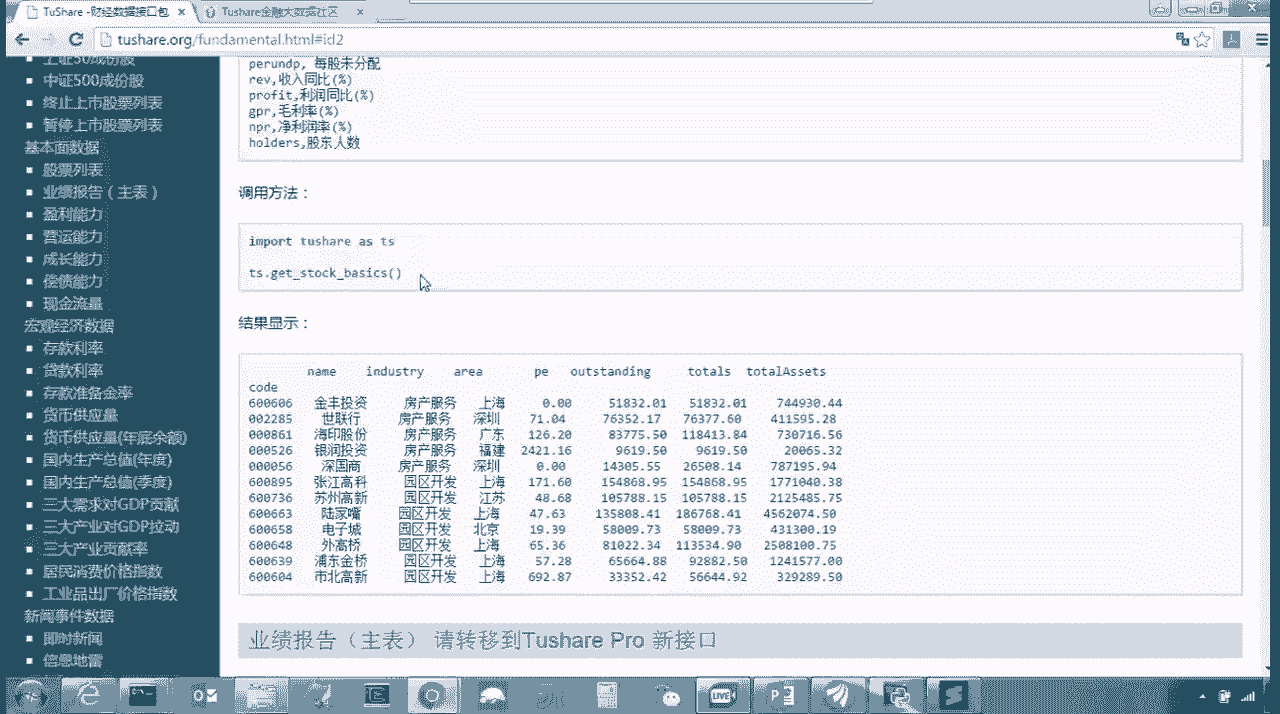 TuShare -财经数据接口包
Tushare金融大数据社区
tushare.org/fundamental.html#id2
上证50成份股
中证500成份股
终止上市股票列表
暂停上市股票列表
基本面数据
股票列表
业绩报告（主表）
盈利能力
营运能力
成长能力
偿债能力
现金流量
宏观经济数据
存款利率
贷款利率
存款准备金率
货币供应量
货币供应量(年底余额)
国内生产总值(年度)
国内生产总值(季度)
三大需求对GDP贡献
三大产业对GDP拉动
三大产业贡献率
居民消费价格指数
工业品出厂价格指数
新闻事件数据
即时新闻
信息地雷
perundp, 每股未分配
rev,收入同比(%)
profit,利润同比(%)
gpr,毛利率(%)
npr,净利润率(%)
holders,股东人数
调用方法：
import tushare as ts
ts.get_stock_basics()
结果显示：
name industry area pe outstanding totals totalAssets
code
600606 金丰投资 房产服务 上海 0.00 51832.01 51832.01 744930.44
002285 世联行 房产服务 深圳 71.04 76352.17 76377.60 411595.28
000861 海印股份 房产服务 广东 126.20 83775.50 118413.84 730716.56
000526 银润投资 房产服务 福建 2421.16 9619.50 9619.50 20065.32
000056 深国商 房产服务 深圳 0.00 14305.55 26508.14 787195.94
600895 张江高科 园区开发 上海 171.60 154868.95 154868.95 1771040.38
600736 苏州高新 园区开发 江苏 48.68 105788.15 105788.15 2125485.75
600663 陆家嘴 园区开发 上海 47.63 135808.41 186768.41 4562074.50
600658 电子城 园区开发 北京 19.39 58009.73 58009.73 431300.19
600648 外高桥 园区开发 上海 65.36 81022.34 113534.90 2508100.75
600639 浦东金桥 园区开发 上海 57.28 65664.88 92882.50 1241577.00
600604 市北高新 园区开发 上海 692.87 33352.42 56644.92 329289.50
业绩报告（主表） 请转移到Tushare Pro 新接口
LIVE